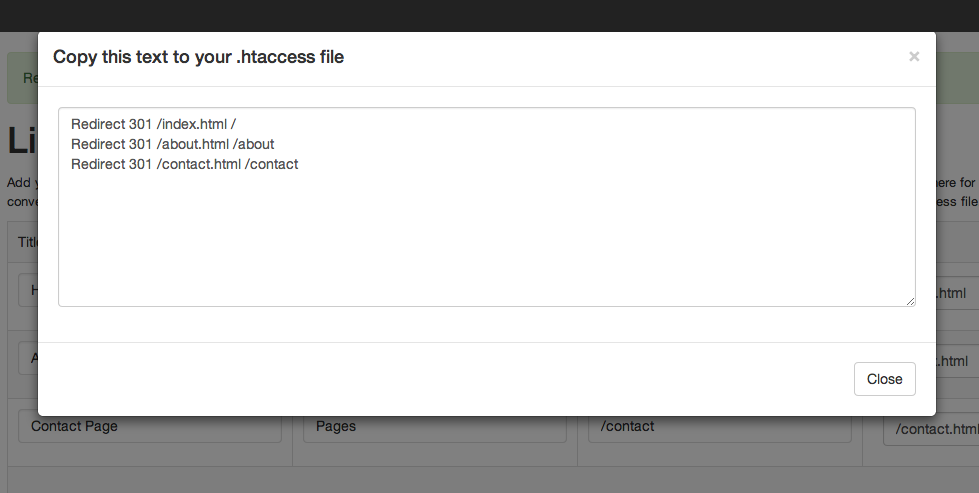 Copy this text to your .htaccess file
×
Redirect 301 /index.html /
Redirect 301 /about.html /about
Redirect 301 /contact.html /contact
Close
Re
Li
Add y
ere for
conve
ess file
Title
H
.html
A
.html
Contact Page
Pages
/contact
/contact.html